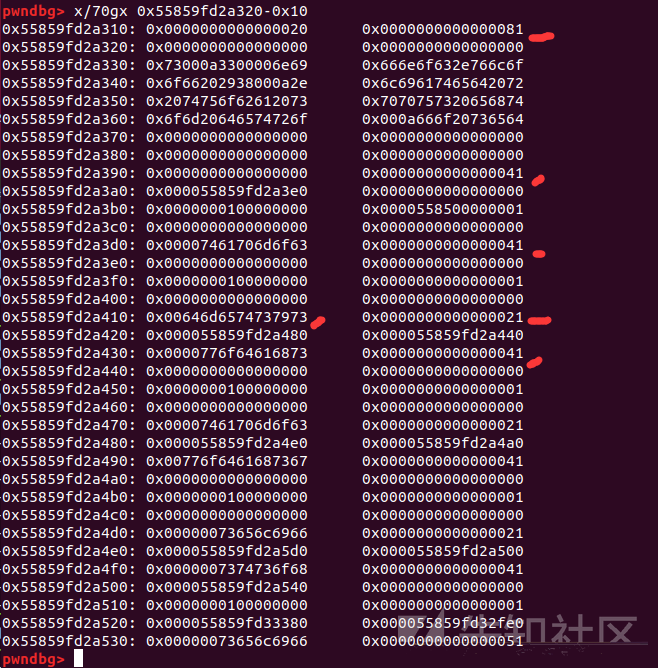 pwndbg> x/70gx 0x55859fd2a320-0x10
0x55859fd2a310: 0x0000000000000020 0x0000000000000081
0x55859fd2a320: 0x0000000000000000 0x0000000000000000
0x55859fd2a330: 0x73000a3300006e69 0x666e6f632e766c6f
0x55859fd2a340: 0x6f66202938000a2e 0x6c69617465642072
0x55859fd2a350: 0x2074756f62612073 0x7070757320656874
0x55859fd2a360: 0x6f6d20646574726f 0x000a666f20736564
0x55859fd2a370: 0x0000000000000000 0x0000000000000000
0x55859fd2a380: 0x0000000000000000 0x0000000000000000
0x55859fd2a390: 0x0000000000000000 0x0000000000000041
0x55859fd2a3a0: 0x000055859fd2a3e0 0x0000000000000000
0x55859fd2a3b0: 0x0000000100000000 0x0000558500000001
0x55859fd2a3c0: 0x0000000000000000 0x0000000000000000
0x55859fd2a3d0: 0x00007461706d6f63 0x0000000000000041
0x55859fd2a3e0: 0x0000000000000000 0x0000000000000000
0x55859fd2a3f0: 0x0000000100000000 0x0000000000000001
0x55859fd2a400: 0x0000000000000000 0x0000000000000000
0x55859fd2a410: 0x00646d6574737973 0x0000000000000021
0x55859fd2a420: 0x000055859fd2a480 0x000055859fd2a440
0x55859fd2a430: 0x0000776f64616873 0x0000000000000041
0x55859fd2a440: 0x0000000000000000 0x0000000000000000
0x55859fd2a450: 0x0000000100000000 0x0000000000000001
0x55859fd2a460: 0x0000000000000000 0x0000000000000000
0x55859fd2a470: 0x00007461706d6f63 0x0000000000000021
0x55859fd2a480: 0x000055859fd2a4e0 0x000055859fd2a4a0
0x55859fd2a490: 0x00776f6461687367 0x0000000000000041
0x55859fd2a4a0: 0x0000000000000000 0x0000000000000000
0x55859fd2a4b0: 0x0000000100000000 0x0000000000000001
0x55859fd2a4c0: 0x0000000000000000 0x0000000000000000
0x55859fd2a4d0: 0x00000073656c6966 0x0000000000000021
0x55859fd2a4e0: 0x000055859fd2a5d0 0x000055859fd2a500
0x55859fd2a4f0: 0x0000007374736f68 0x0000000000000041
0x55859fd2a500: 0x000055859fd2a540 0x0000000000000000
0x55859fd2a510: 0x0000000100000000 0x0000000000000001
0x55859fd2a520: 0x000055859fd33380 0x000055859fd32fe0
0x55859fd2a530: 0x00000073656c6966 0x0000000000000051
pwndbg>